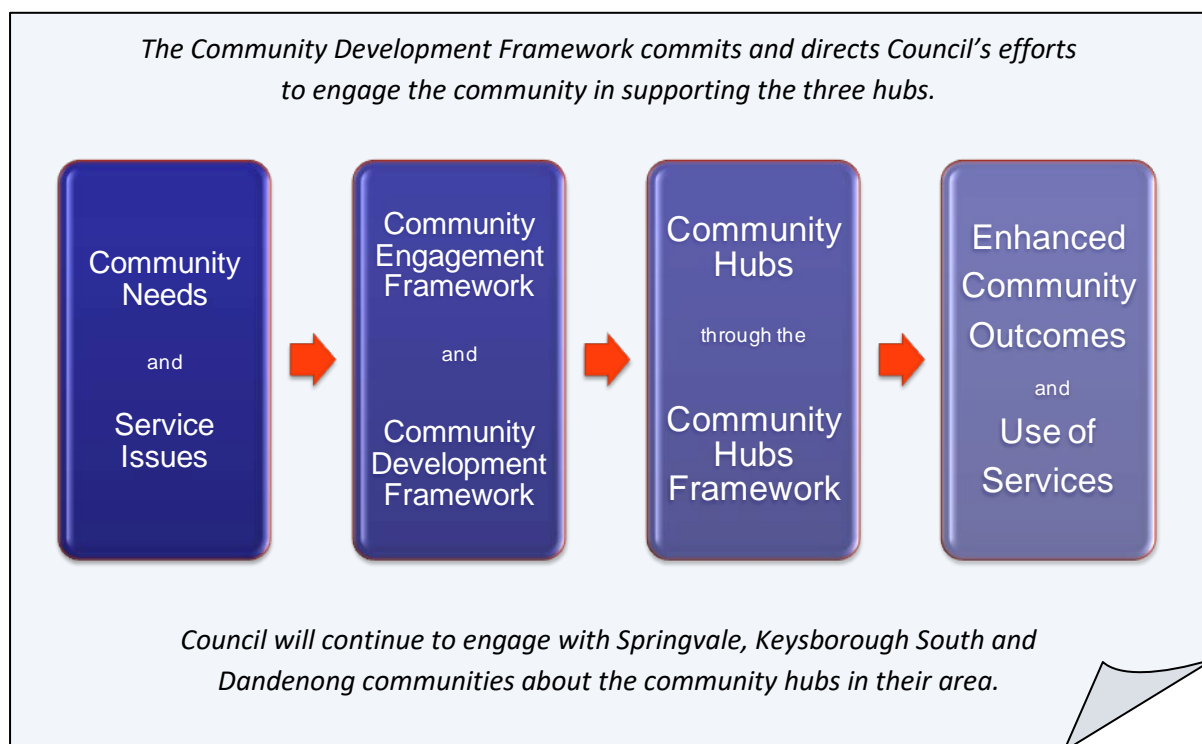 The Community Development Framework commits and directs Council's efforts
to engage the community in supporting the three hubs.
Community
Needs
and
Service
Issues
Community
Engagement
Framework
and
Community
Development
Framework
Community
Hubs
through the
Community
Hubs
Framework
Enhanced
Community
Outcomes
and
Use of
Services
Council will continue to engage with Springvale, Keysborough South and
Dandenong communities about the community hubs in their area.